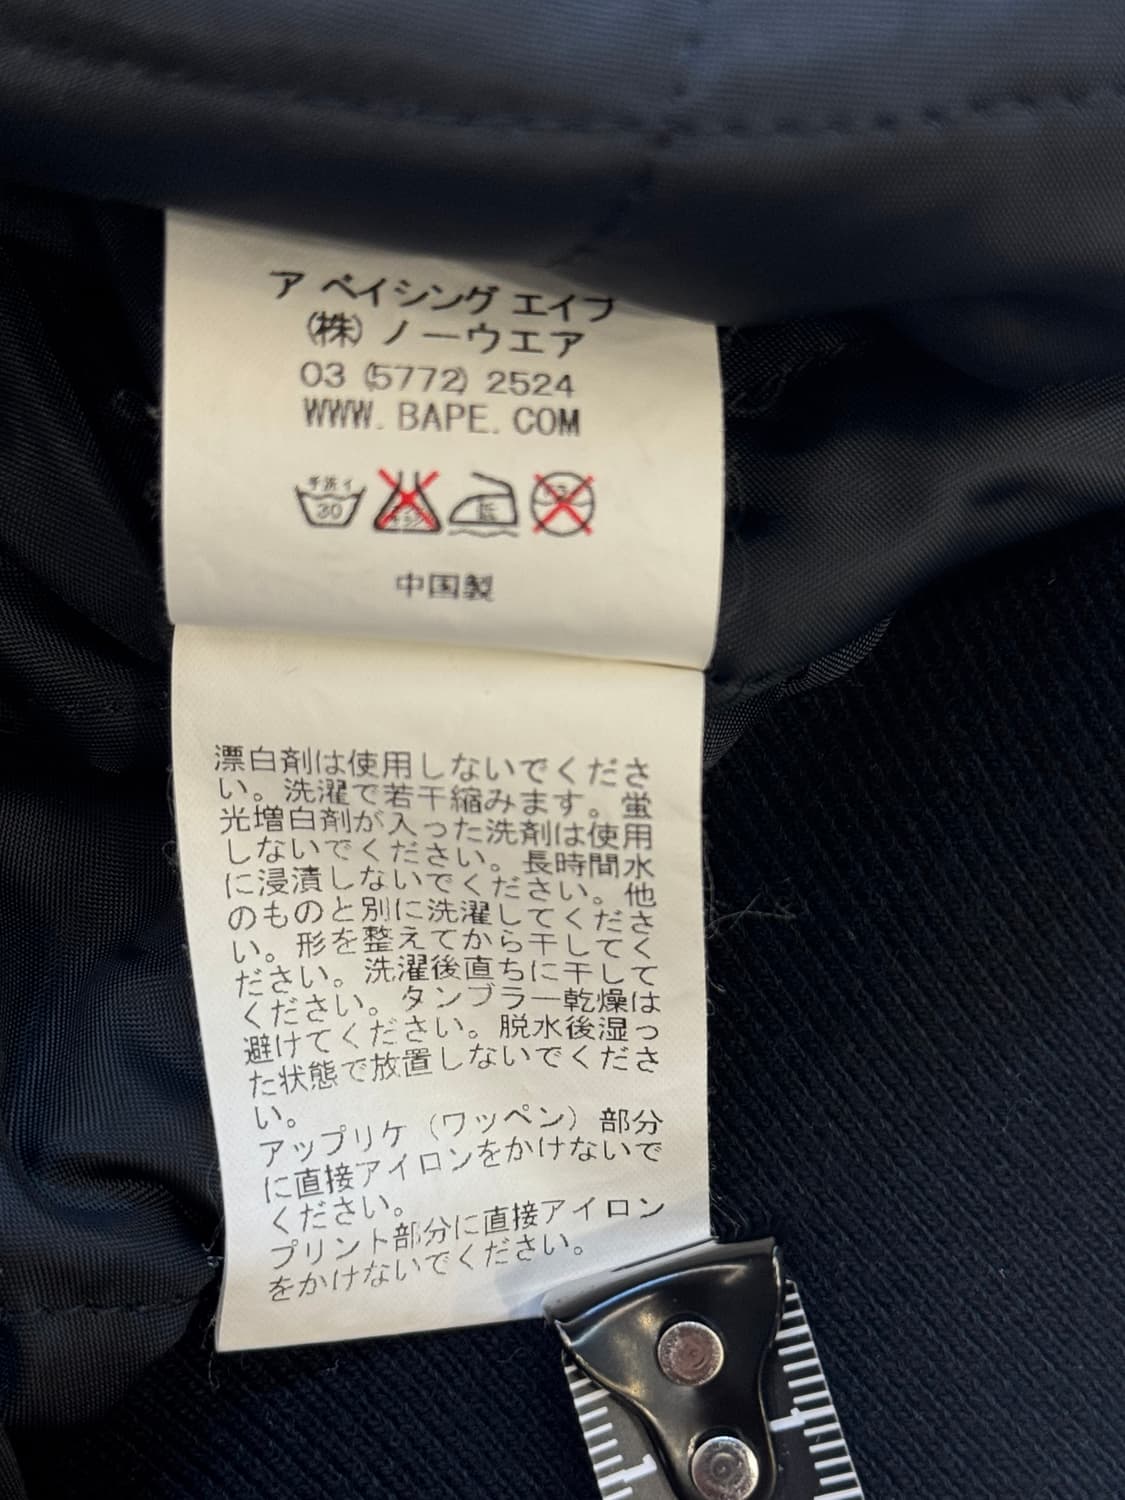 ア ベイシング エイプ
(株) ノーウエア
03 (5772) 2524
WWW. BAPE. COM
手洗イ
30
低
中国製
漂白剤は使用しないでくださ
い。洗濯で若干縮みます。蛍
光増白剤が入った洗剤は使用
しないでください。長時間水
に浸漬しないでください。他
のものと別に洗濯してくださ
い。形を整えてから干してく
ださい。洗濯後直ちに干して
ください。タンブラー乾燥は
避けてください。脱水後湿っ
た状態で放置しないでくださ
い。
アップリケ（ワッペン）部分
に直接アイロンをかけないで
ください。
プリント部分に直接アイロン
をかけないでください。
1
1